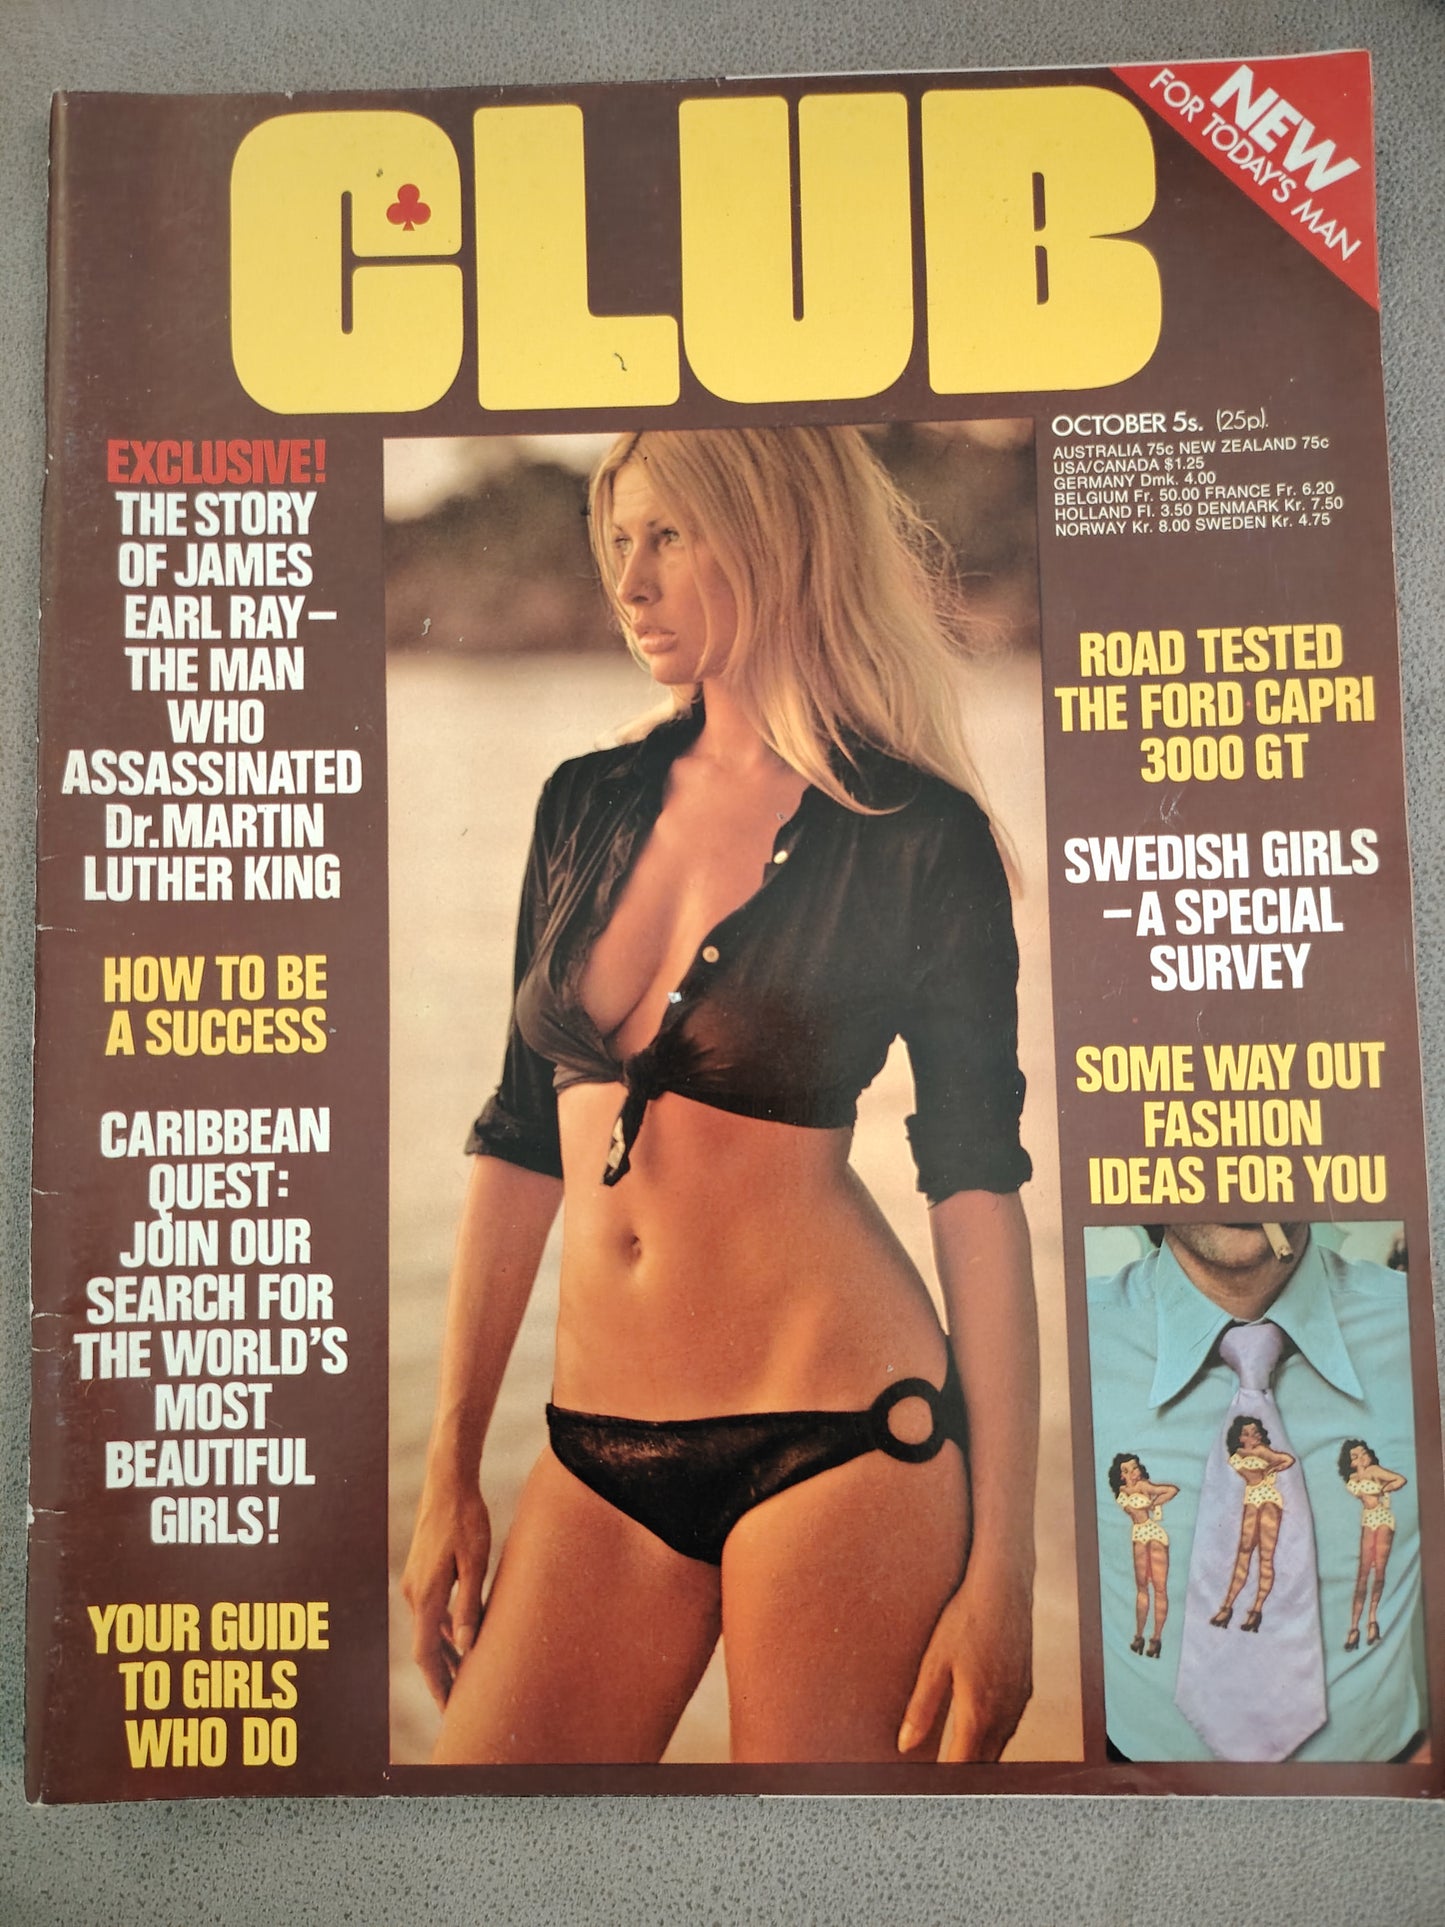 CLUB
NEW
FOR TODAY'S MAN
OCTOBER 5s. (25p).
AUSTRALIA 75c NEW ZEALAND 75c
USA/CANADA $1.25
GERMANY Dmk. 4.00
BELGIUM Fr. 50.00 FRANCE Fr. 6.20
HOLLAND Fl. 3.50 DENMARK Kr. 7.50
NORWAY Kr. 8.00 SWEDEN Kr. 4.75
EXCLUSIVE!
THE STORY
OF JAMES
EARL RAY–
THE MAN
WHO
ASSASSINATED
Dr.MARTIN
LUTHER KING
HOW TO BE
A SUCCESS
CARIBBEAN
QUEST:
JOIN OUR
SEARCH FOR
THE WORLD'S
MOST
BEAUTIFUL
GIRLS!
YOUR GUIDE
TO GIRLS
WHO DO
ROAD TESTED
THE FORD CAPRI
3000 GT
SWEDISH GIRLS
–A SPECIAL
SURVEY
SOME WAY OUT
FASHION
IDEAS FOR YOU